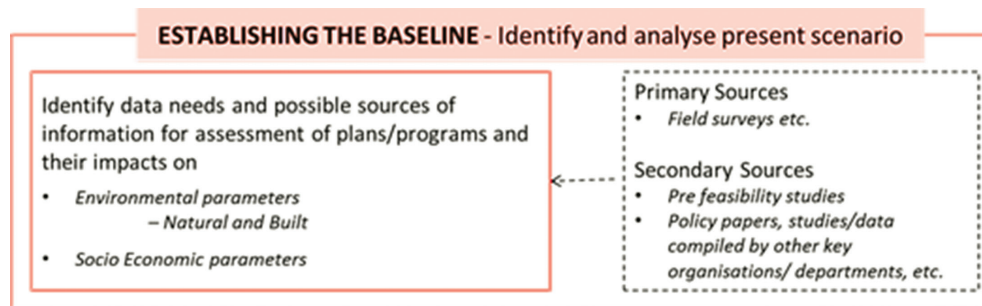 ESTABLISHING THE BASELINE - Identify and analyse present scenario
Identify data needs and possible sources of
information for assessment of plans/programs and
their impacts on
• Environmental parameters
– Natural and Built
• Socio Economic parameters
Primary Sources
• Field surveys etc.
Secondary Sources
• Pre feasibility studies
• Policy papers, studies/data
compiled by other key
organisations/ departments, etc.